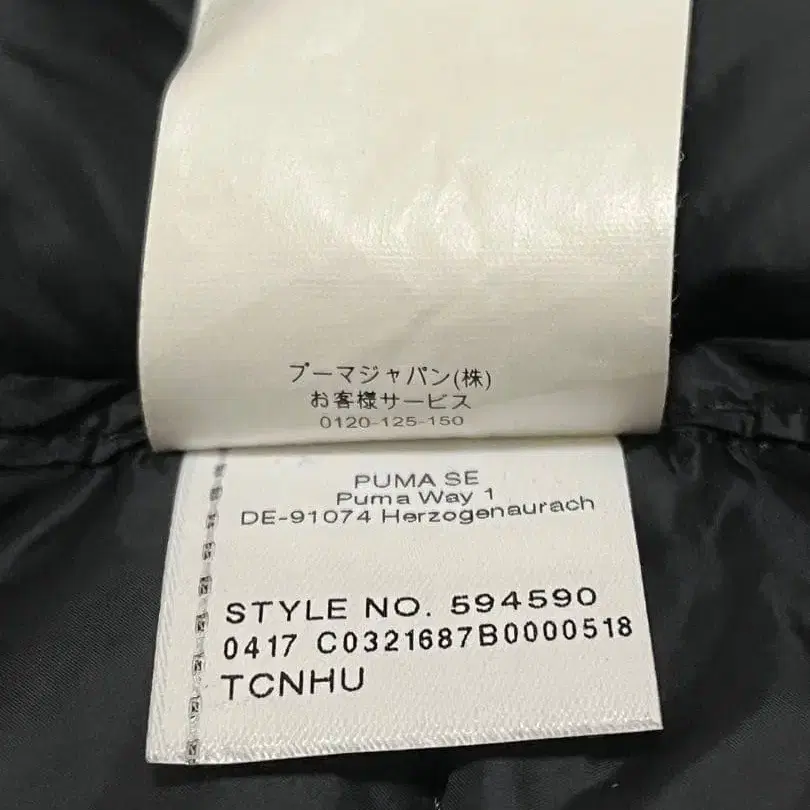 プーマジャパン(株)
お客様サービス
0120-125-150
PUMA SE
Puma Way 1
DE-91074 Herzogenaurach
STYLE NO. 594590
0417 C0321687B0000518
TCNHU